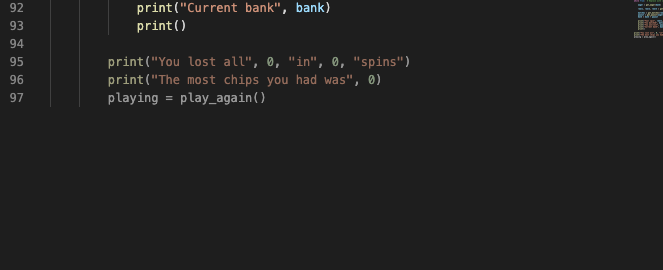 92 print("Current bank", bank)
93 print()
94
95 print("You lost all", 0, "in", 0, "spins")
96 print("The most chips you had was", 0)
97 playing = play_again()